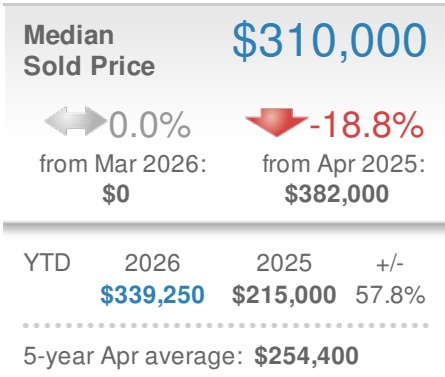 Median Sold Price $310,000
0.0% -18.8%
from Mar 2026: from Apr 2025:
$0 $382,000
YTD 2026 2025 +/-
$339,250 $215,000 57.8%
5-year Apr average: $254,400